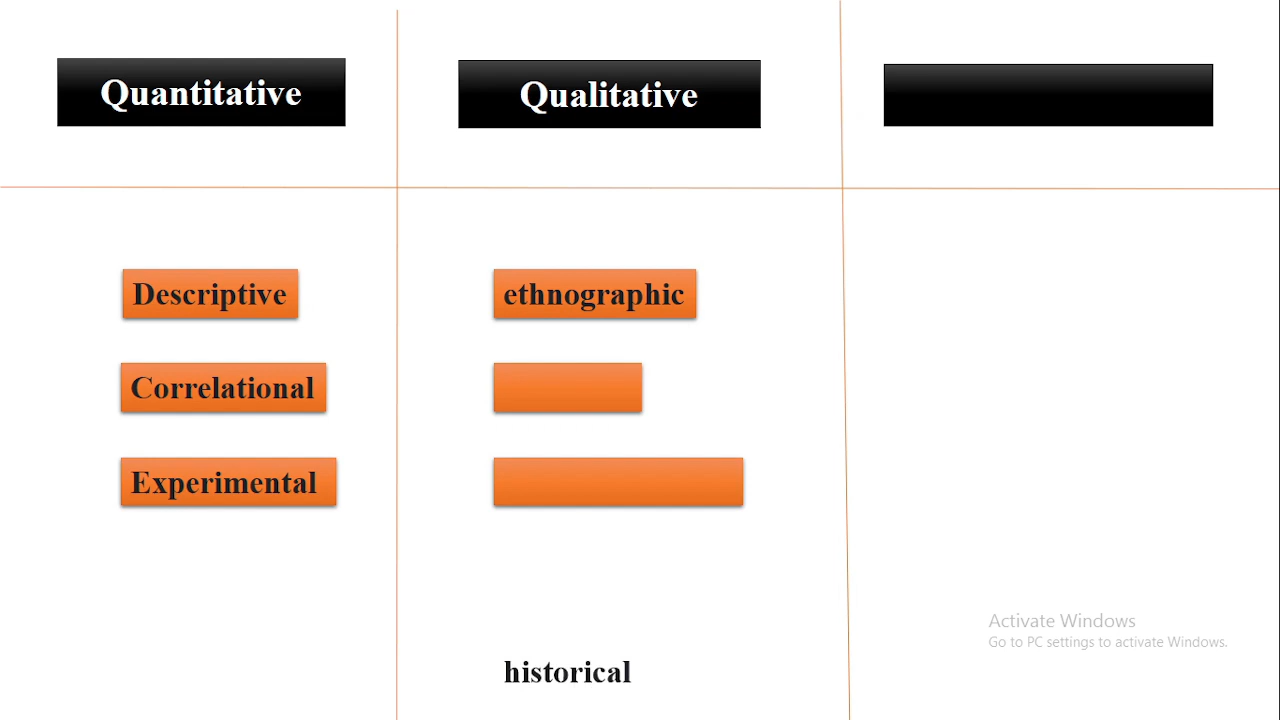 Quantitative
Qualitative
Descriptive
ethnographic
Correlational
Experimental
historical
Activate Windows
Go to PC settings to activate Windows.